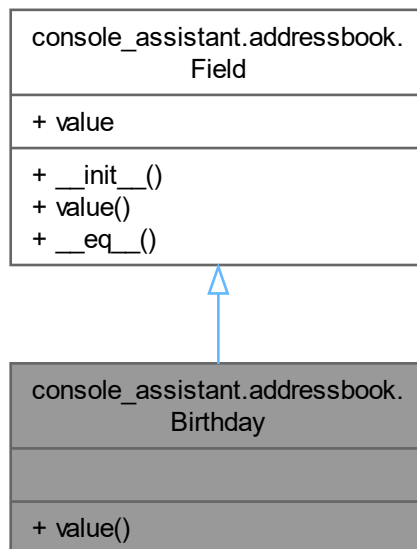 console_assistant.addressbook.
Field
+ value
+ __init__()
+ value()
+ __eq__()
console_assistant.addressbook.
Birthday
+ value()